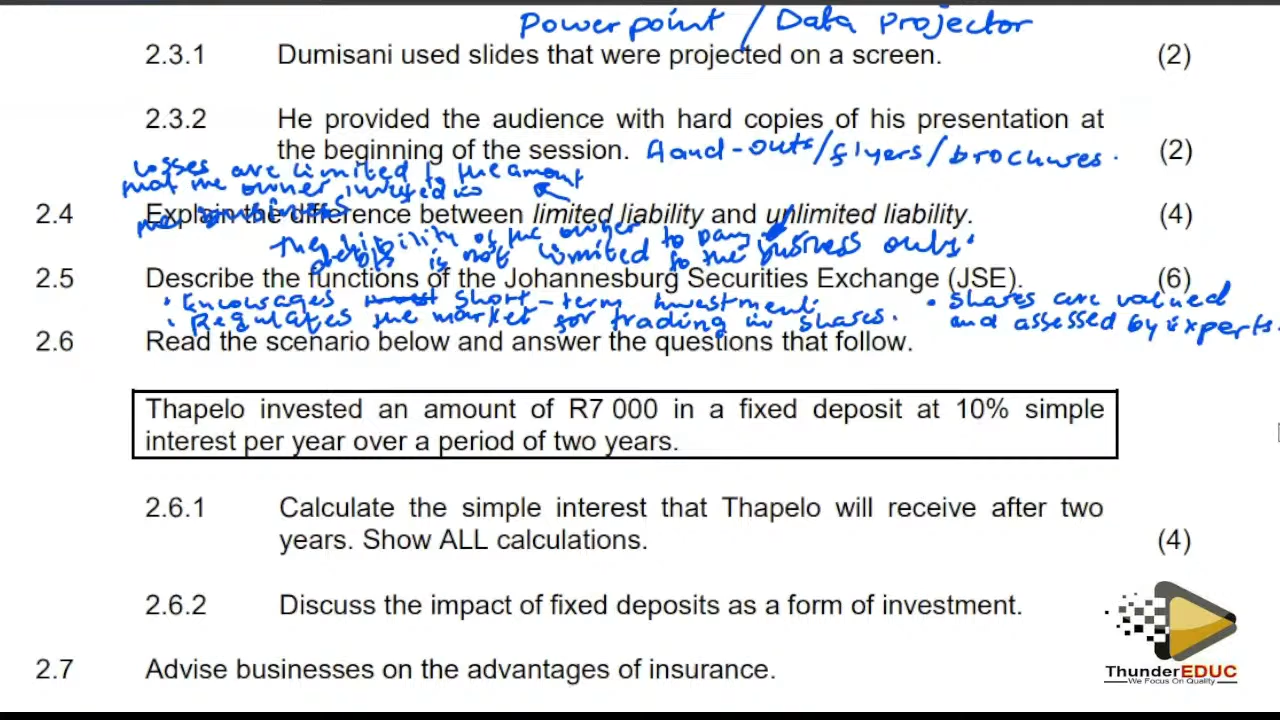 Powerpoint / Data projector
2.3.1 Dumisani used slides that were projected on a screen. (2)
2.3.2 He provided the audience with hard copies of his presentation at
the beginning of the session. Hand-outs/flyers/brochures. (2)
Losses are limited to the amount
that the owner invested in
2.4 Explain the difference between limited liability and unlimited liability. (4)
the business
The liability of the owner to pay
debts is not limited to the business only.
2.5 Describe the functions of the Johannesburg Securities Exchange (JSE). (6)
• Encourages short-term investment. • Shares are valued
• Regulates the market for trading in shares. and assessed by experts.
2.6 Read the scenario below and answer the questions that follow.
Thapelo invested an amount of R7 000 in a fixed deposit at 10% simple
interest per year over a period of two years.
2.6.1 Calculate the simple interest that Thapelo will receive after two
years. Show ALL calculations. (4)
2.6.2 Discuss the impact of fixed deposits as a form of investment.
2.7 Advise businesses on the advantages of insurance.
ThunderEDUC
We Focus On Quality